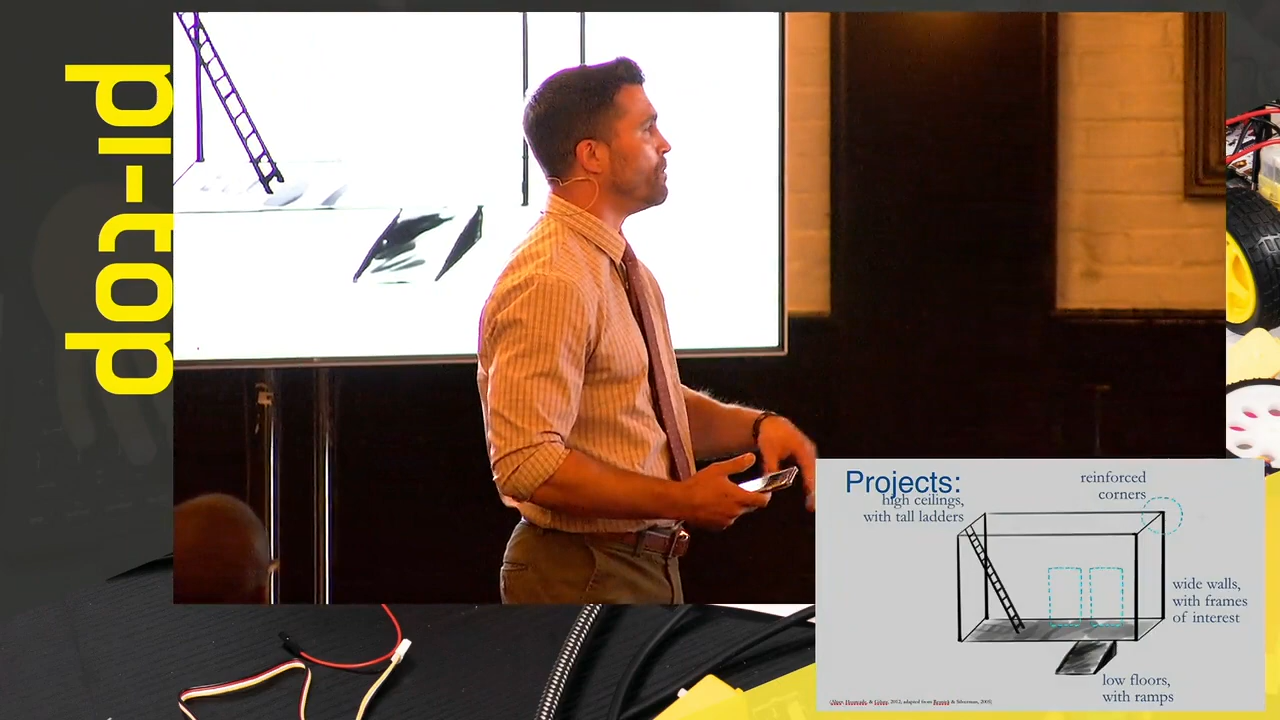 pi-top
Projects:
high ceilings,
with tall ladders
reinforced
corners
wide walls,
with frames
of interest
low floors,
with ramps